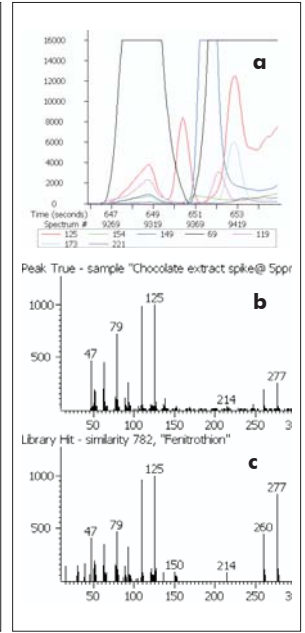 16000
a
14000
12000
10000
8000
6000
4000
2000
0
Time (seconds) 647 649 651 653
Spectrum # 9269 9319 9369 9419
125 154 149 69 119
173 221
Peak True - sample "Chocolate extract spike@ 5ppr
b
1000
125
79
500
47
277
214
50 100 150 200 250
Library Hit - similarity 782, "Fenitrothion"
c
1000
125
277
79
500
47
260
150
214
50 100 150 200 250